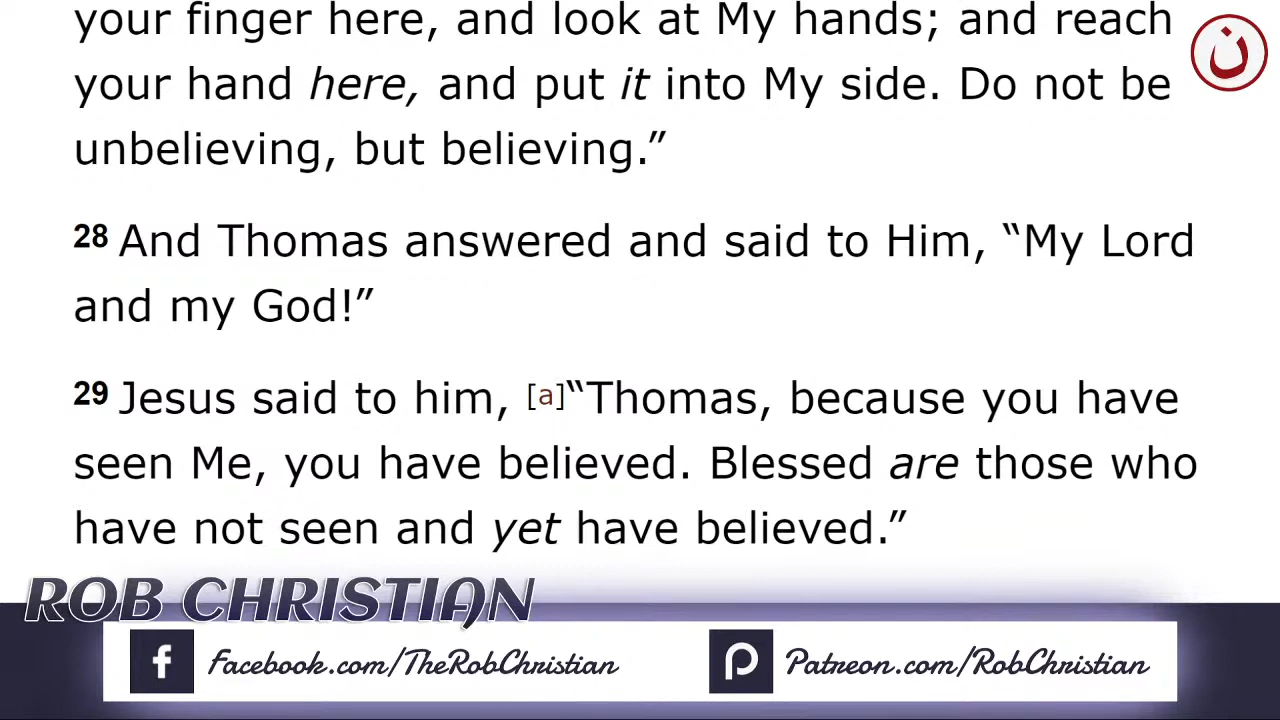 your finger here, and look at My hands; and reach
ن
your hand here, and put it into My side. Do not be
unbelieving, but believing.”
28 And Thomas answered and said to Him, “My Lord
and my God!”
29 Jesus said to him, [a]“Thomas, because you have
seen Me, you have believed. Blessed are those who
have not seen and yet have believed.”
ROB CHRISTIAN
Facebook.com/TheRobChristian
Patreon.com/RobChristian